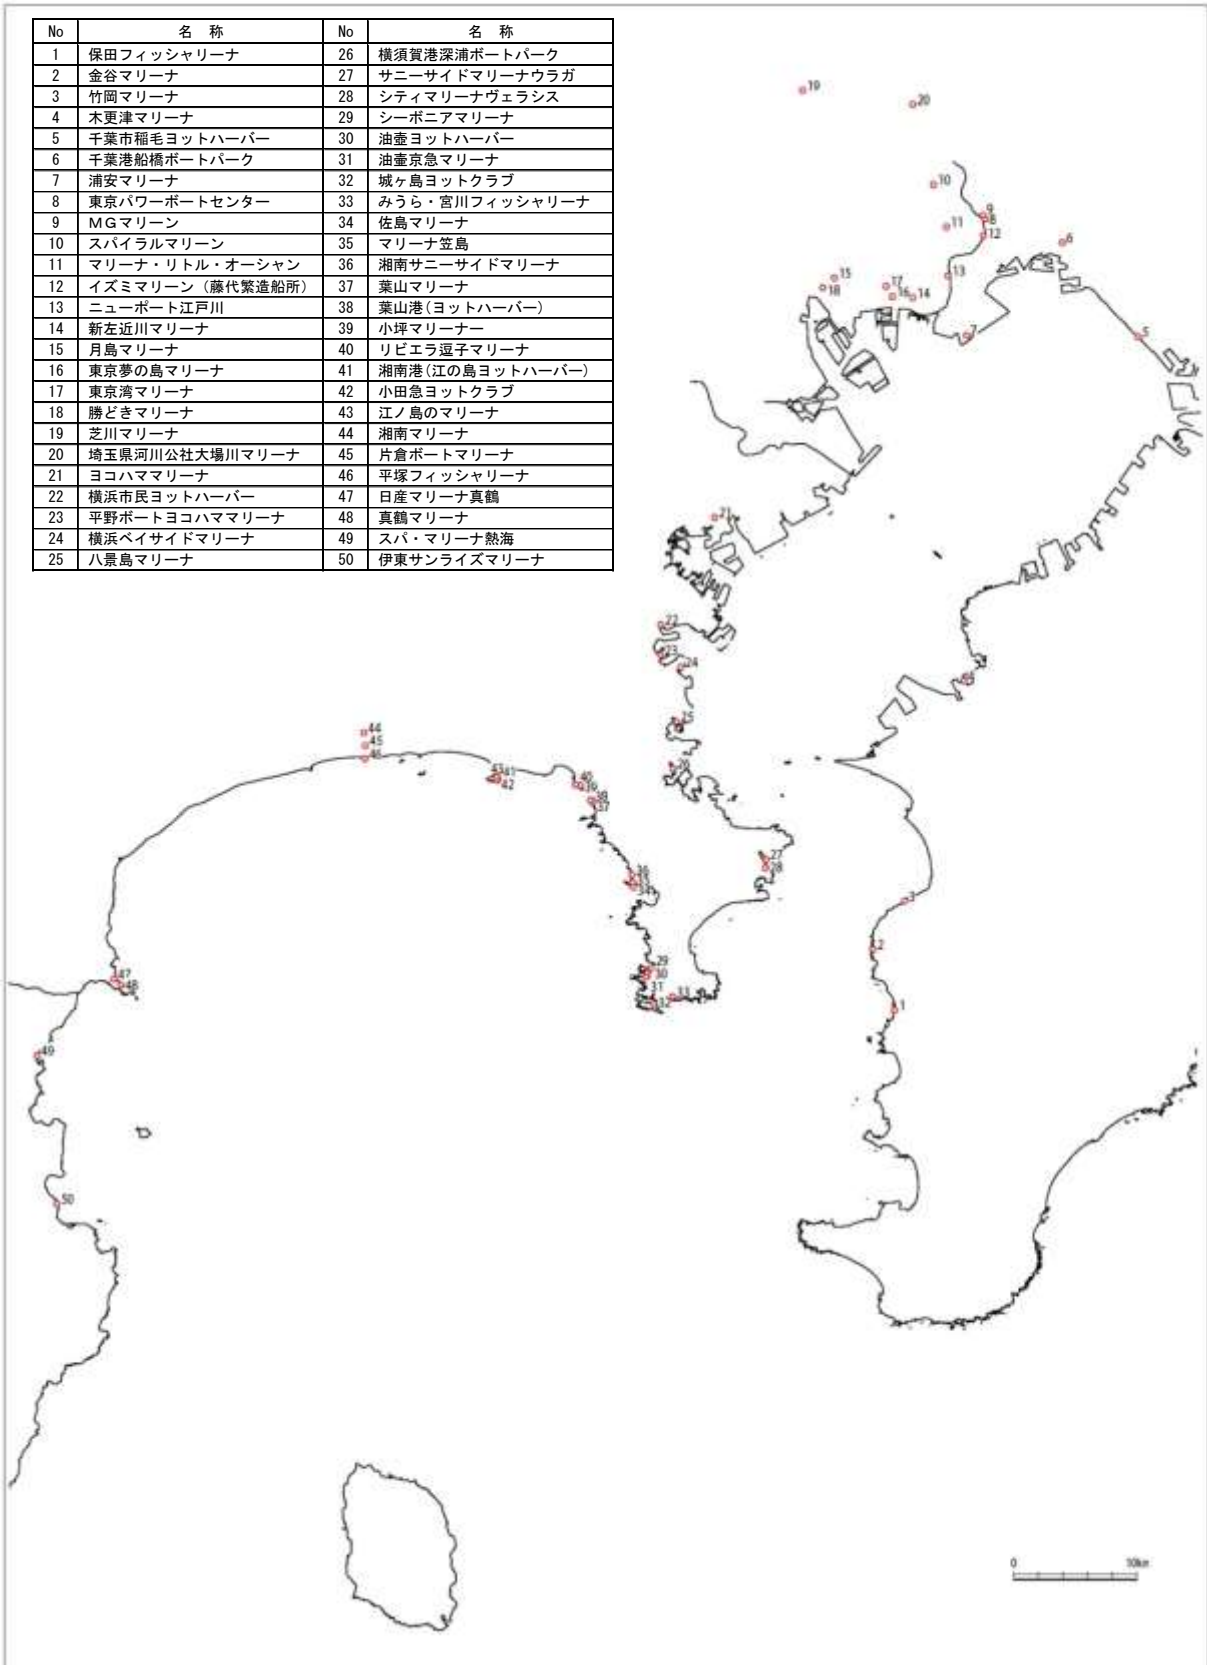 No 名 称 No 名 称
1 保田フィッシャリーナ 26 横須賀港深浦ボートパーク
2 金谷マリーナ 27 サニーサイドマリーナウラガ
3 竹岡マリーナ 28 シティマリーナヴェラシス
4 木更津マリーナ 29 シーボニアマリーナ
5 千葉市稲毛ヨットハーバー 30 油壺ヨットハーバー
6 千葉港船橋ボートパーク 31 油壷京急マリーナ
7 浦安マリーナ 32 城ヶ島ヨットクラブ
8 東京パワーボートセンター 33 みうら・宮川フィッシャリーナ
9 MGマリーン 34 佐島マリーナ
10 スパイラルマリーン 35 マリーナ笠島
11 マリーナ・リトル・オーシャン 36 湘南サニーサイドマリーナ
12 イズミマリーン（藤代繁造船所） 37 葉山マリーナ
13 ニューポート江戸川 38 葉山港(ヨットハーバー)
14 新左近川マリーナ 39 小坪マリーナー
15 月島マリーナ 40 リビエラ逗子マリーナ
16 東京夢の島マリーナ 41 湘南港(江の島ヨットハーバー)
17 東京湾マリーナ 42 小田急ヨットクラブ
18 勝どきマリーナ 43 江ノ島のマリーナ
19 芝川マリーナ 44 湘南マリーナ
20 埼玉県河川公社大場川マリーナ 45 片倉ボートマリーナ
21 ヨコハママリーナ 46 平塚フィッシャリーナ
22 横浜市民ヨットハーバー 47 日産マリーナ真鶴
23 平野ボートヨコハママリーナ 48 真鶴マリーナ
24 横浜ベイサイドマリーナ 49 スパ・マリーナ熱海
25 八景島マリーナ 50 伊東サンライズマリーナ
19
20
10
9
8
11
12
6
15
13
17
18
16 14
7
5
21
22
23
24
4
25
44
45
46
26
43 41
42
40
39
38
37
27
28
36
34
3
2
29
30
47
48
31
33
32
1
49
50
0 10km